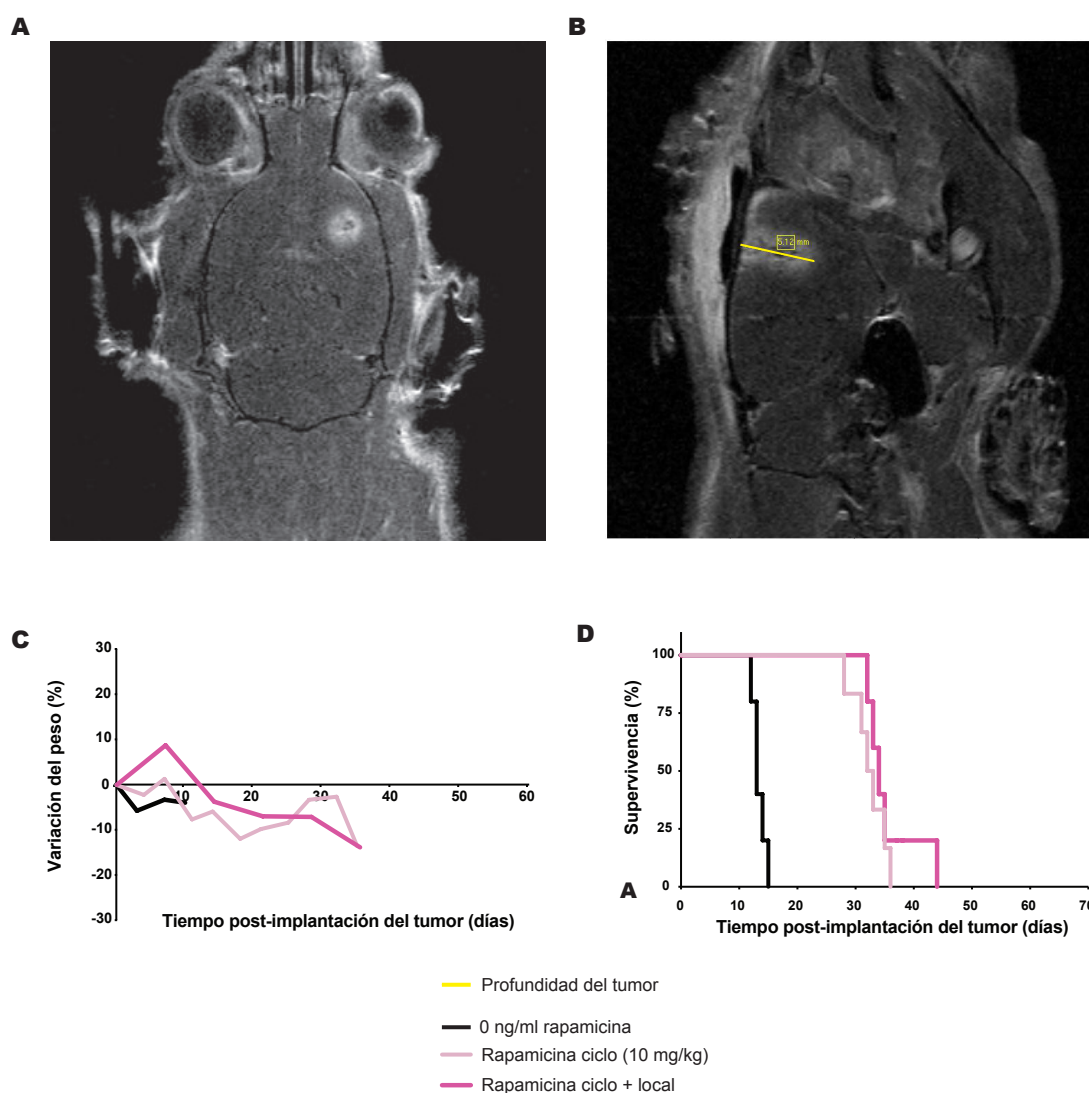 A
B
5.12 mm
C
30
20
10
0
-10
-20
-30
10
20
30
40
50
60
Variación del peso (%)
Tiempo post-implantación del tumor (días)
D
100
75
50
25
0
A
0
10
20
30
40
50
60
70
Supervivencia (%)
Tiempo post-implantación del tumor (días)
Profundidad del tumor
0 ng/ml rapamicina
Rapamicina ciclo (10 mg/kg)
Rapamicina ciclo + local